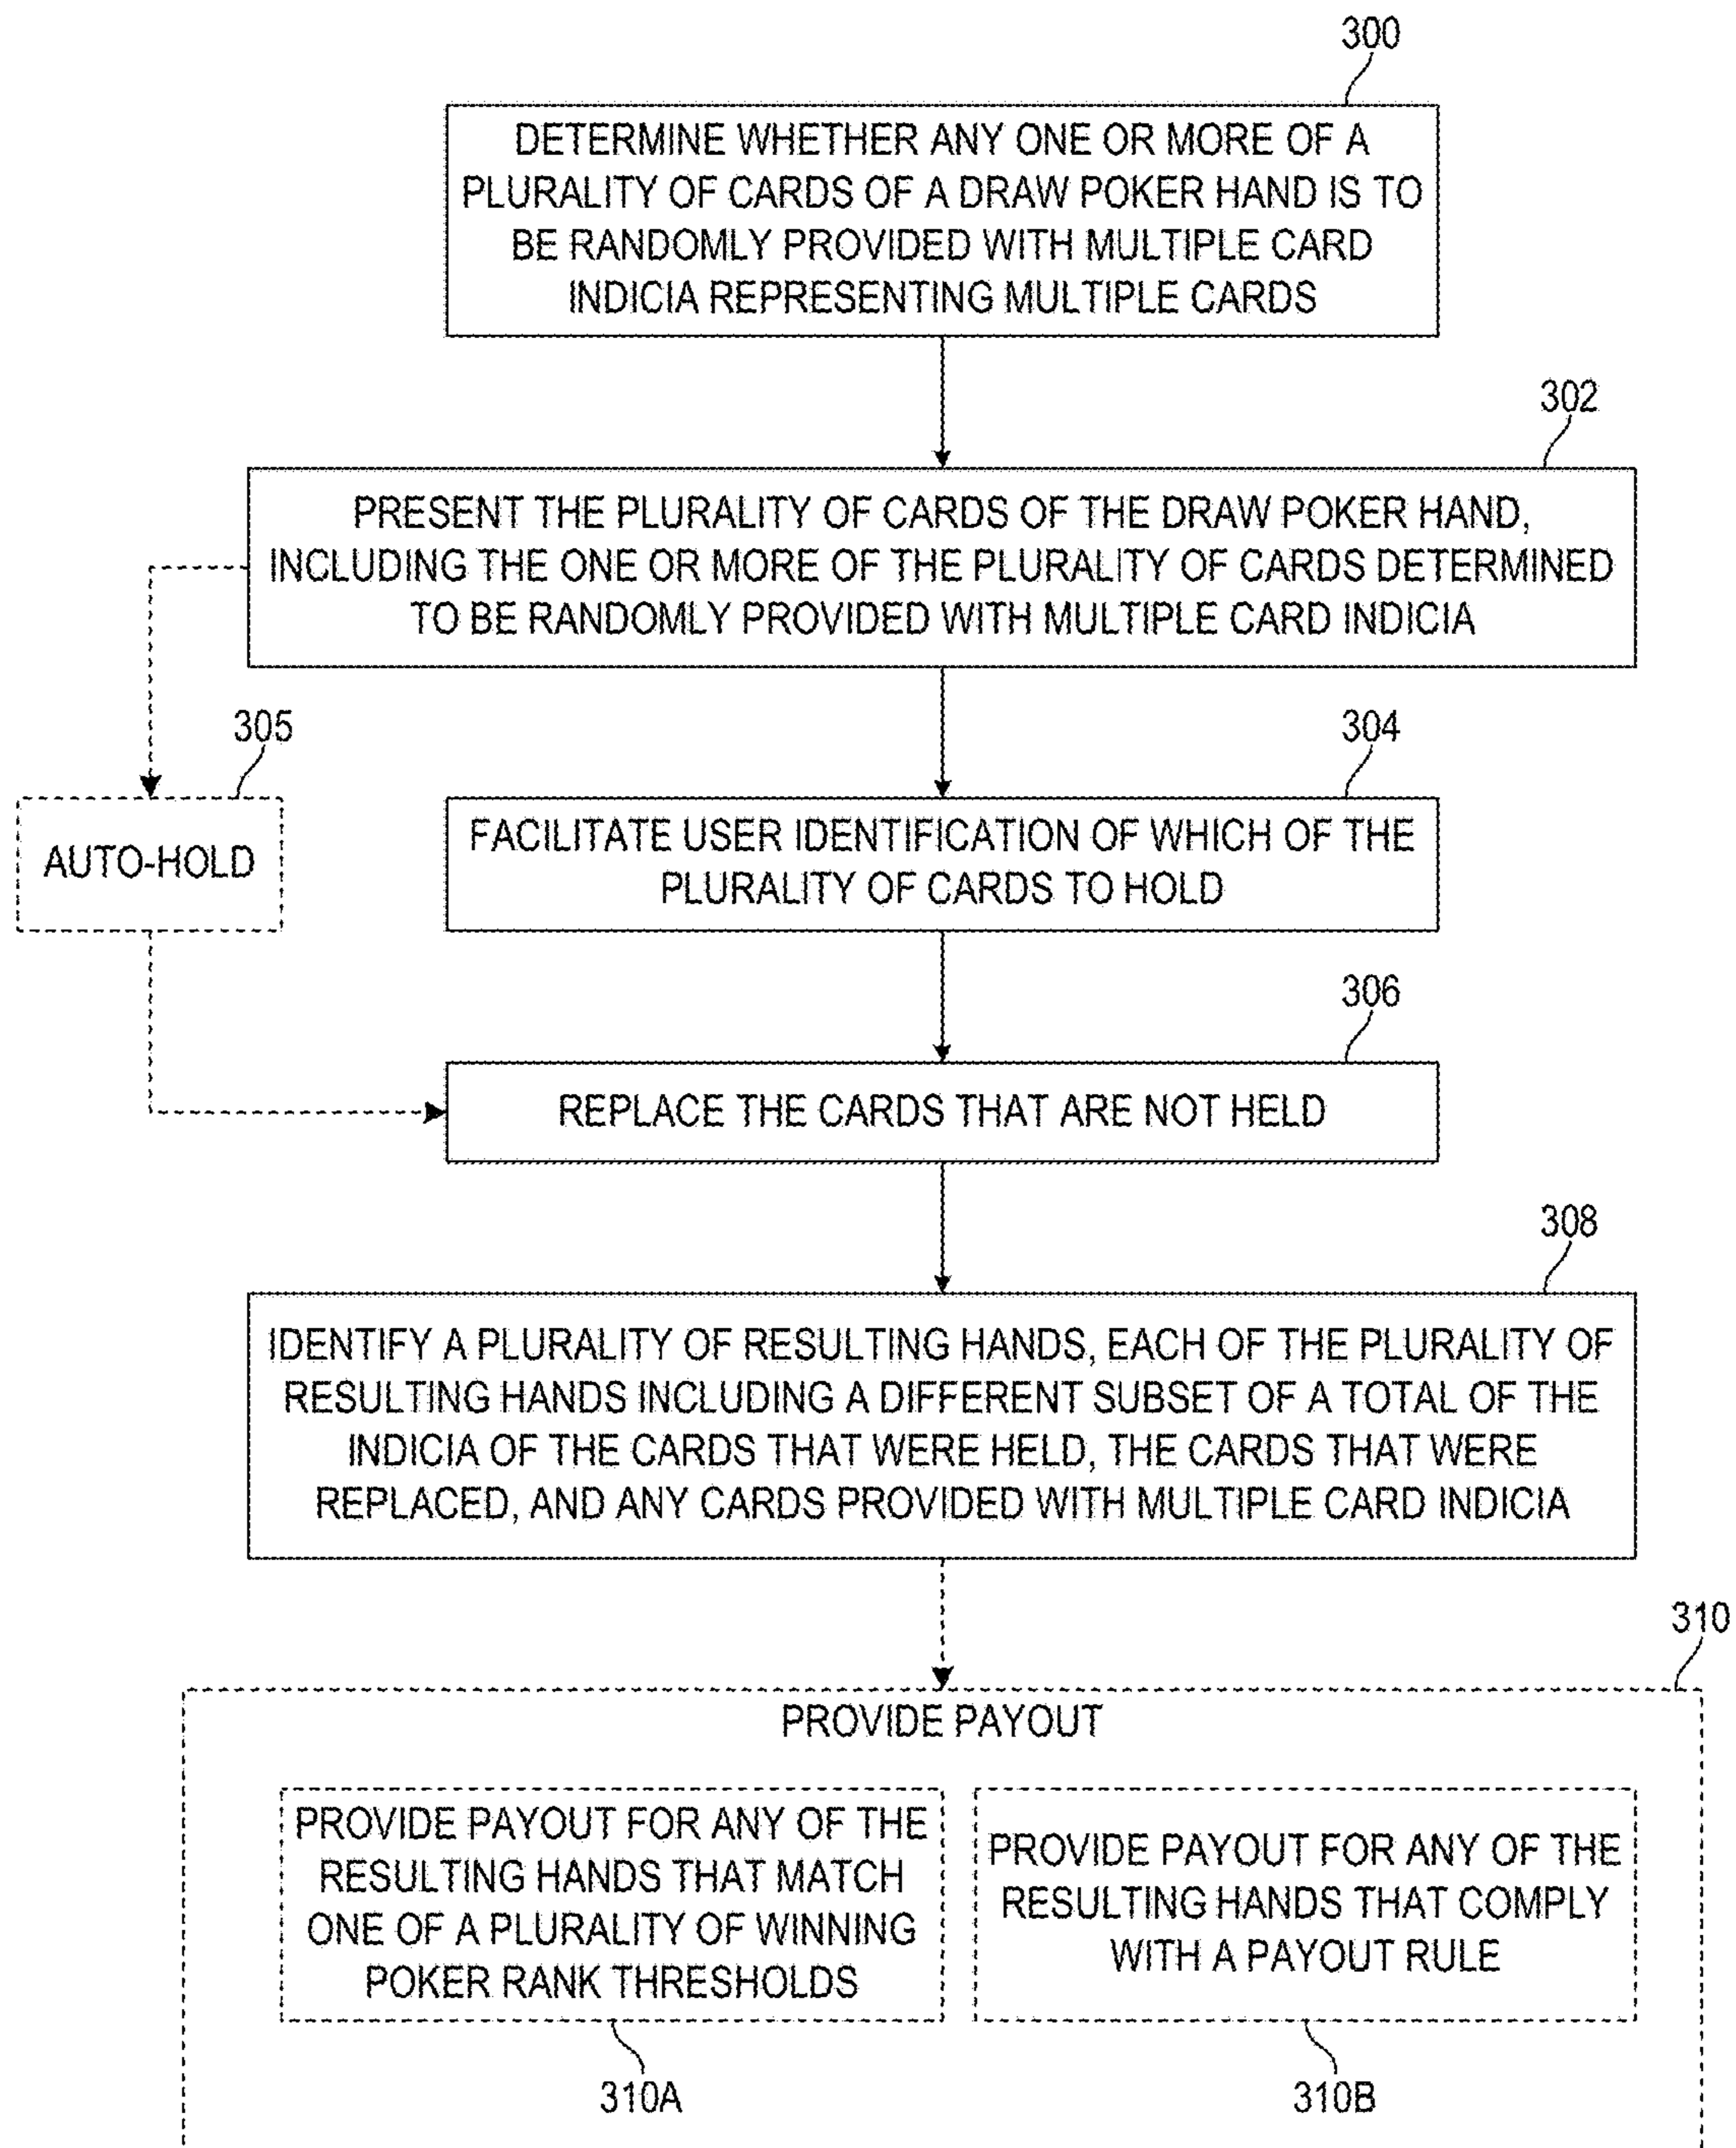 300
DETERMINE WHETHER ANY ONE OR MORE OF A
PLURALITY OF CARDS OF A DRAW POKER HAND IS TO
BE RANDOMLY PROVIDED WITH MULTIPLE CARD
INDICIA REPRESENTING MULTIPLE CARDS
302
PRESENT THE PLURALITY OF CARDS OF THE DRAW POKER HAND,
INCLUDING THE ONE OR MORE OF THE PLURALITY OF CARDS DETERMINED
TO BE RANDOMLY PROVIDED WITH MULTIPLE CARD INDICIA
305
AUTO-HOLD
304
FACILITATE USER IDENTIFICATION OF WHICH OF THE
PLURALITY OF CARDS TO HOLD
306
REPLACE THE CARDS THAT ARE NOT HELD
308
IDENTIFY A PLURALITY OF RESULTING HANDS, EACH OF THE PLURALITY OF
RESULTING HANDS INCLUDING A DIFFERENT SUBSET OF A TOTAL OF THE
INDICIA OF THE CARDS THAT WERE HELD, THE CARDS THAT WERE
REPLACED, AND ANY CARDS PROVIDED WITH MULTIPLE CARD INDICIA
310
PROVIDE PAYOUT
PROVIDE PAYOUT FOR ANY OF THE
RESULTING HANDS THAT MATCH
ONE OF A PLURALITY OF WINNING
POKER RANK THRESHOLDS
310A
PROVIDE PAYOUT FOR ANY OF THE
RESULTING HANDS THAT COMPLY
WITH A PAYOUT RULE
310B